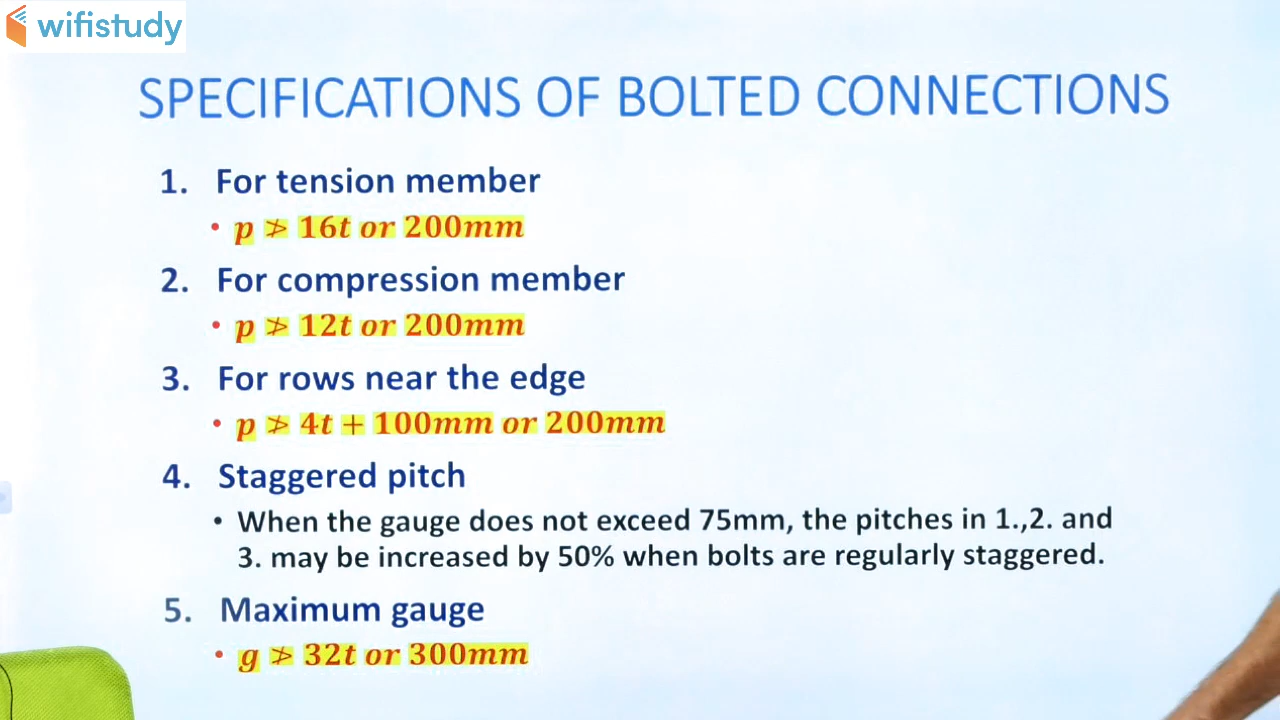 wifistudy
SPECIFICATIONS OF BOLTED CONNECTIONS
1. For tension member
• p ≯ 16t or 200mm
2. For compression member
• p ≯ 12t or 200mm
3. For rows near the edge
• p ≯ 4t + 100mm or 200mm
4. Staggered pitch
• When the gauge does not exceed 75mm, the pitches in 1.,2. and
3. may be increased by 50% when bolts are regularly staggered.
5. Maximum gauge
• g ≯ 32t or 300mm